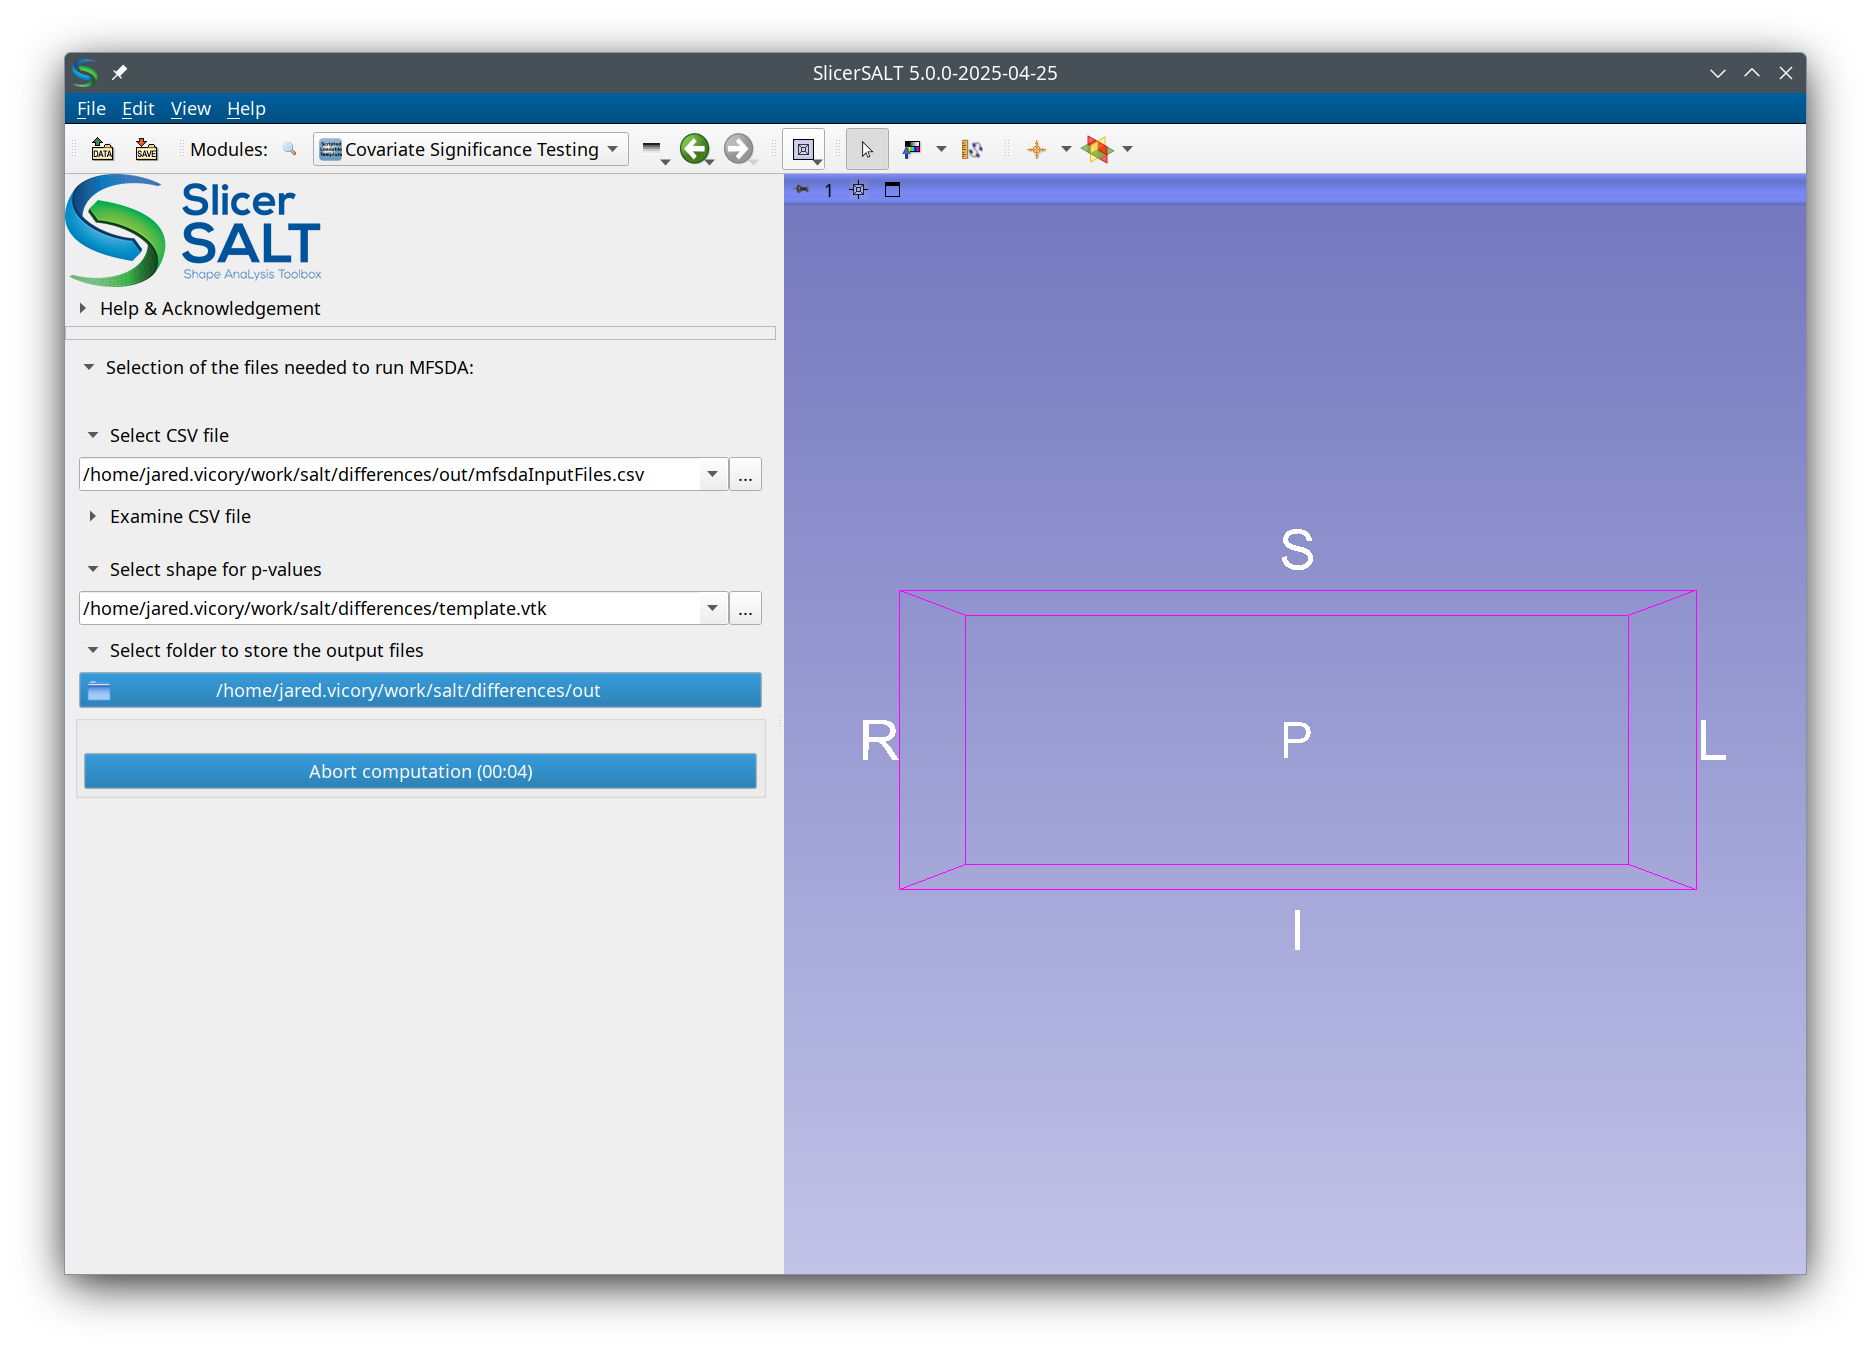 SlicerSALT 5.0.0-2025-04-25
File Edit View Help
DATA SAVE Modules: Covariate Significance Testing
Slicer
SALT
Shape AnaLysis Toolbox
1
Help & Acknowledgement
Selection of the files needed to run MFSDA:
Select CSV file
/home/jared.vicory/work/salt/differences/out/mfsdaInputFiles.csv ...
Examine CSV file
Select shape for p-values
/home/jared.vicory/work/salt/differences/template.vtk ...
Select folder to store the output files
/home/jared.vicory/work/salt/differences/out
Abort computation (00:04)
S
R P L
I